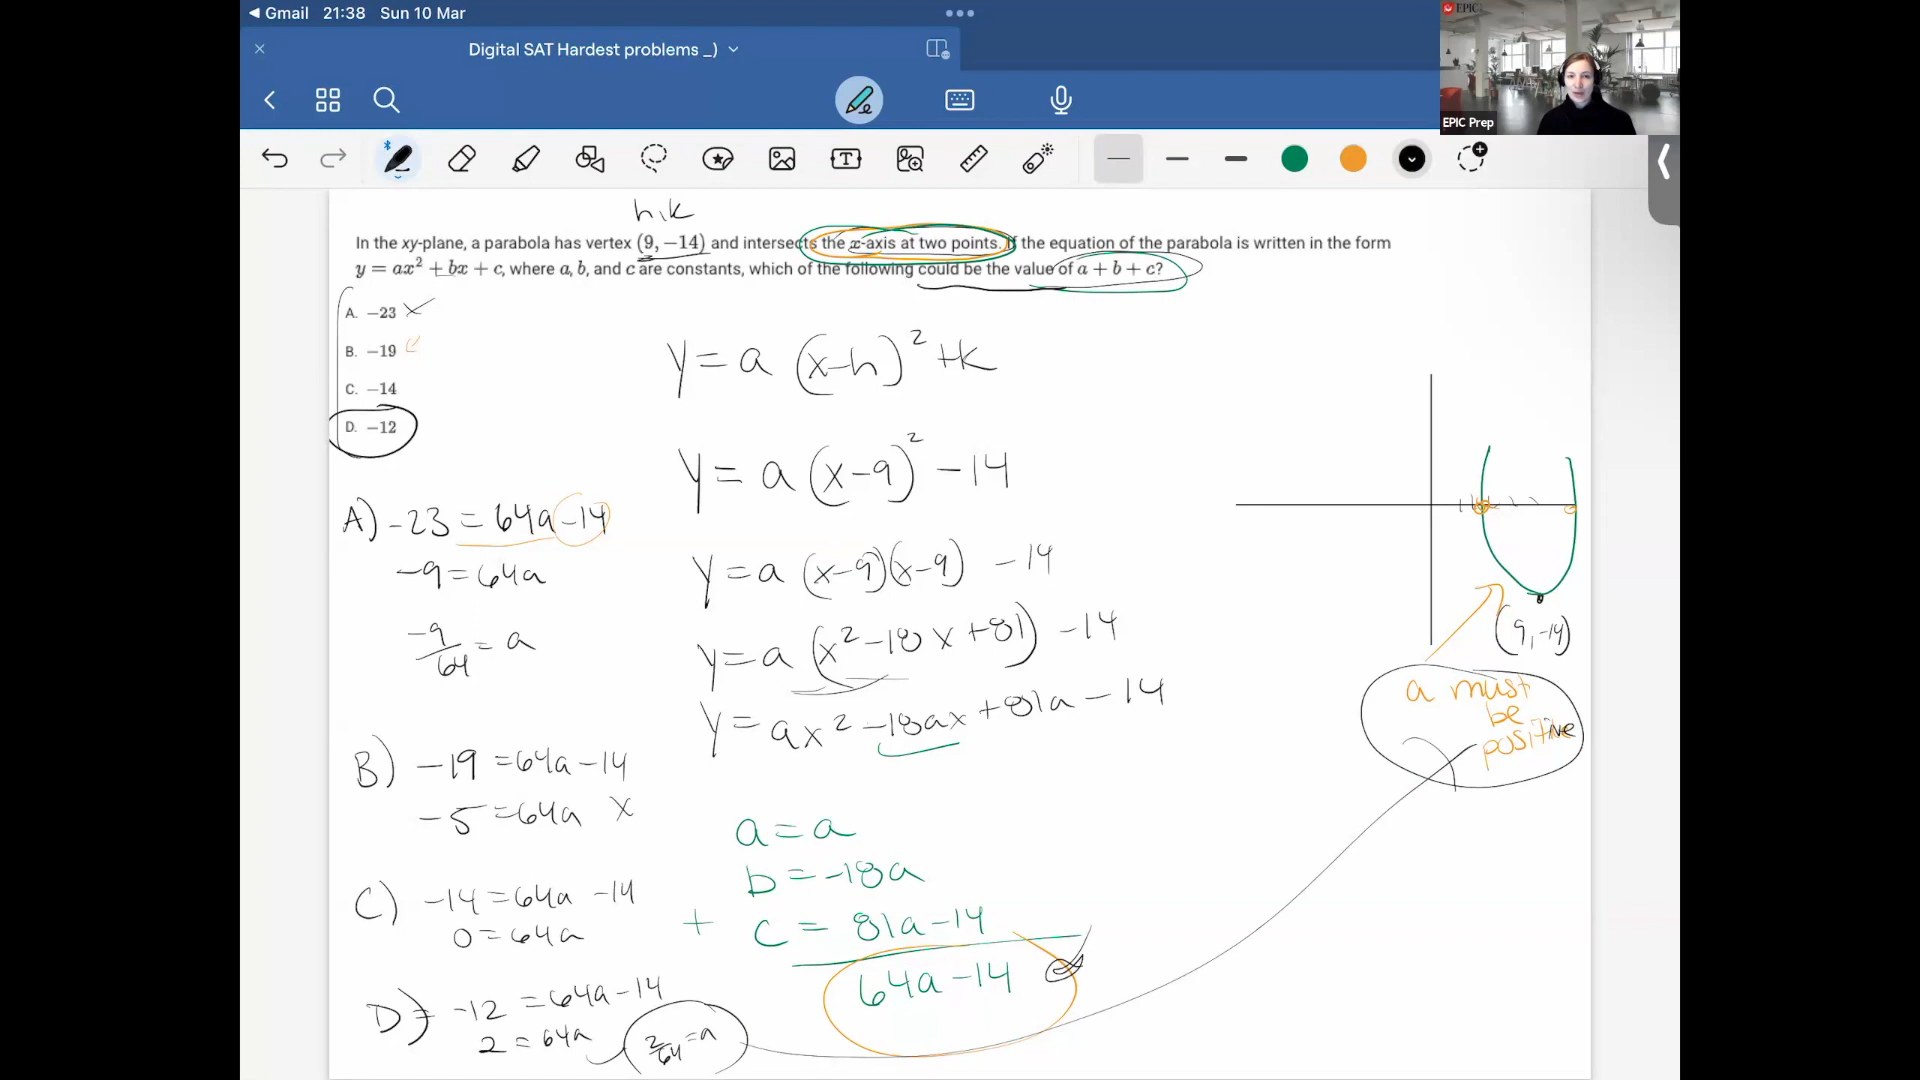 Gmail 21:38 Sun 10 Mar
EPIC
Digital SAT Hardest problems _)
EPIC Prep
T
h,k
In the xy-plane, a parabola has vertex (9, −14) and intersects the x-axis at two points. If the equation of the parabola is written in the form
y = ax² + bx + c, where a, b, and c are constants, which of the following could be the value of a + b + c?
A. −23
B. −19
C. −14
D. −12
y = a (x−h)² +k
y = a (x−9)² −14
y = a (x−9)(x−9) −14
y = a (x²−18x+81) −14
y = ax² −18ax +81a −14
a = a
b = −18a
+ c = 81a−14
64a −14
A) −23 = 64a −14
−9 = 64a
−9/64 = a
B) −19 = 64a −14
−5 = 64a X
C) −14 = 64a −14
0 = 64a
D) −12 = 64a −14
2 = 64a
2/64 = a
(9, −14)
a must
be
positive